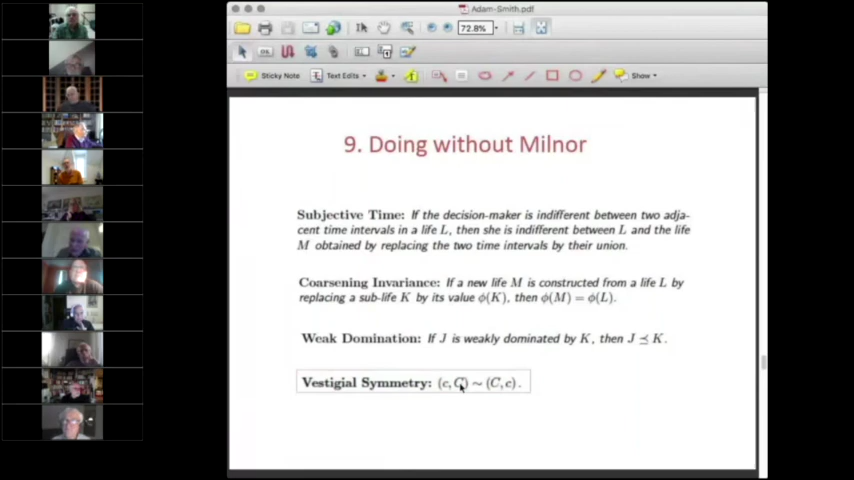 Adam-Smith.pdf
72.8%
Sticky Note
Text Edits
Show
9. Doing without Milnor
Subjective Time: If the decision-maker is indifferent between two adja-
cent time intervals in a life L, then she is indifferent between L and the life
M obtained by replacing the two time intervals by their union.
Coarsening Invariance: If a new life M is constructed from a life L by
replacing a sub-life K by its value ϕ(K), then ϕ(M) = ϕ(L).
Weak Domination: If J is weakly dominated by K, then J ⪯ K.
Vestigial Symmetry: (c, C) ∼ (C, c).